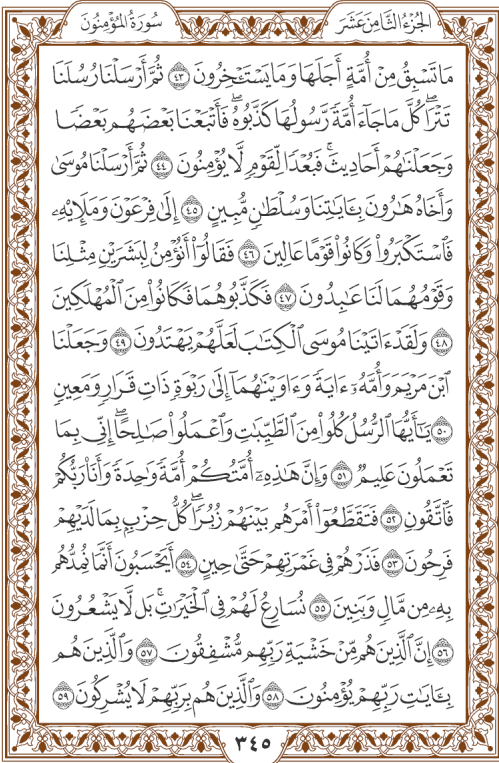 الجزء الثامن عشر
سورة المؤمنون
مَا تَسْبِقُ مِنْ أُمَّةٍ أَجَلَهَا وَمَا يَسْتَـْٔخِرُونَ ٤٣ ثُمَّ أَرْسَلْنَا رُسُلَنَا
تَتْرَا ۖ كُلَّ مَا جَآءَ أُمَّةً رَّسُولُهَا كَذَّبُوهُ ۚ فَأَتْبَعْنَا بَعْضَهُم بَعْضًا
وَجَعَلْنَـٰهُمْ أَحَادِيثَ ۚ فَبُعْدًا لِّقَوْمٍ لَّا يُؤْمِنُونَ ٤٤ ثُمَّ أَرْسَلْنَا مُوسَىٰ
وَأَخَاهُ هَـٰرُونَ بِـَٔايَـٰتِنَا وَسُلْطَـٰنٍ مُّبِينٍ ٤٥ إِلَىٰ فِرْعَوْنَ وَمَلَإِي۟هِۦ
فَٱسْتَكْبَرُوا۟ وَكَانُوا۟ قَوْمًا عَالِينَ ٤٦ فَقَالُوٓا۟ أَنُؤْمِنُ لِبَشَرَيْنِ مِثْلِنَا
وَقَوْمُهُمَا لَنَا عَـٰبِدُونَ ٤٧ فَكَذَّبُوهُمَا فَكَانُوا۟ مِنَ ٱلْمُهْلَكِينَ
٤٨ وَلَقَدْ ءَاتَيْنَا مُوسَى ٱلْكِتَـٰبَ لَعَلَّهُمْ يَهْتَدُونَ ٤٩ وَجَعَلْنَا
ٱبْنَ مَرْيَمَ وَأُمَّهُۥٓ ءَايَةً وَءَاوَيْنَـٰهُمَآ إِلَىٰ رَبْوَةٍ ذَاتِ قَرَارٍ وَمَعِينٍ
٥٠ يَـٰٓأَيُّهَا ٱلرُّسُلُ كُلُوا۟ مِنَ ٱلطَّيِّبَـٰتِ وَٱعْمَلُوا۟ صَـٰلِحًا ۖ إِنِّى بِمَا
تَعْمَلُونَ عَلِيمٌ ٥١ وَإِنَّ هَـٰذِهِۦٓ أُمَّتُكُمْ أُمَّةً وَٰحِدَةً وَأَنَا۠ رَبُّكُمْ
فَٱتَّقُونِ ٥٢ فَتَقَطَّعُوٓا۟ أَمْرَهُم بَيْنَهُمْ زُبُرًا ۖ كُلُّ حِزْبٍۭ بِمَا لَدَيْهِمْ
فَرِحُونَ ٥٣ فَذَرْهُمْ فِى غَمْرَتِهِمْ حَتَّىٰ حِينٍ ٥٤ أَيَحْسَبُونَ أَنَّمَا نُمِدُّهُم
بِهِۦ مِن مَّالٍ وَبَنِينَ ٥٥ نُسَارِعُ لَهُمْ فِى ٱلْخَيْرَٰتِ ۚ بَل لَّا يَشْعُرُونَ
٥٦ إِنَّ ٱلَّذِينَ هُم مِّنْ خَشْيَةِ رَبِّهِم مُّشْفِقُونَ ٥٧ وَٱلَّذِينَ هُم
بِـَٔايَـٰتِ رَبِّهِمْ يُؤْمِنُونَ ٥٨ وَٱلَّذِينَ هُم بِرَبِّهِمْ لَا يُشْرِكُونَ ٥٩
٣٤٥